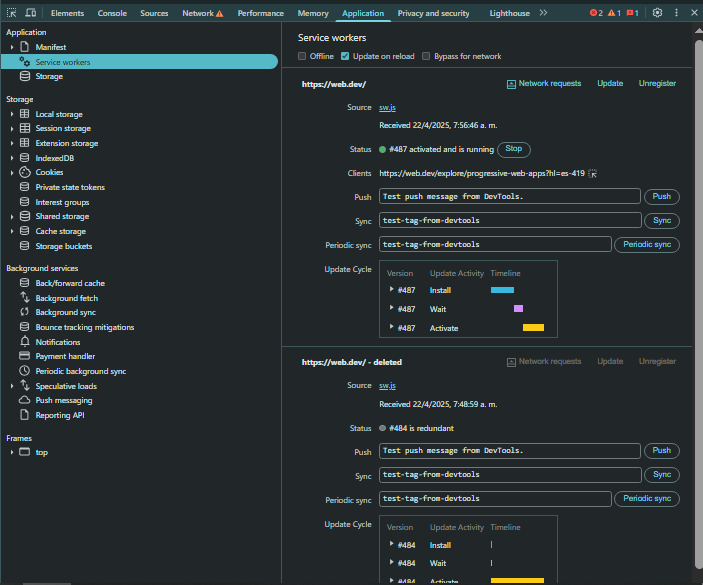 Elements Console Sources Network Performance Memory Application Privacy and security Lighthouse 2 1 1
Application
Manifest
Service workers
Storage
Storage
Local storage
Session storage
Extension storage
IndexedDB
Cookies
Private state tokens
Interest groups
Shared storage
Cache storage
Storage buckets
Background services
Back/forward cache
Background fetch
Background sync
Bounce tracking mitigations
Notifications
Payment handler
Periodic background sync
Speculative loads
Push messaging
Reporting API
Frames
top
Service workers
Offline Update on reload Bypass for network
https://web.dev/ Network requests Update Unregister
Source sw.js
Received 22/4/2025, 7:56:46 a. m.
Status #487 activated and is running Stop
Clients https://web.dev/explore/progressive-web-apps?hl=es-419
Push Test push message from DevTools. Push
Sync test-tag-from-devtools Sync
Periodic sync test-tag-from-devtools Periodic sync
Update Cycle Version Update Activity Timeline
#487 Install
#487 Wait
#487 Activate
https://web.dev/ - deleted Network requests Update Unregister
Source sw.js
Received 22/4/2025, 7:48:59 a. m.
Status #484 is redundant
Push Test push message from DevTools. Push
Sync test-tag-from-devtools Sync
Periodic sync test-tag-from-devtools Periodic sync
Update Cycle Version Update Activity Timeline
#484 Install
#484 Wait
#484 Activate